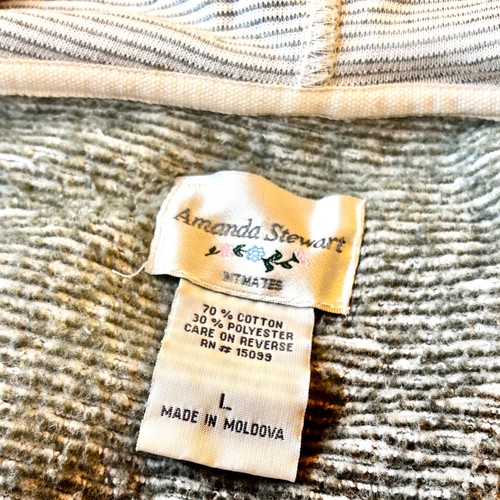 Amanda Stewart
INTIMATES
70 % COTTON
30 % POLYESTER
CARE ON REVERSE
RN # 15099
L
MADE IN MOLDOVA